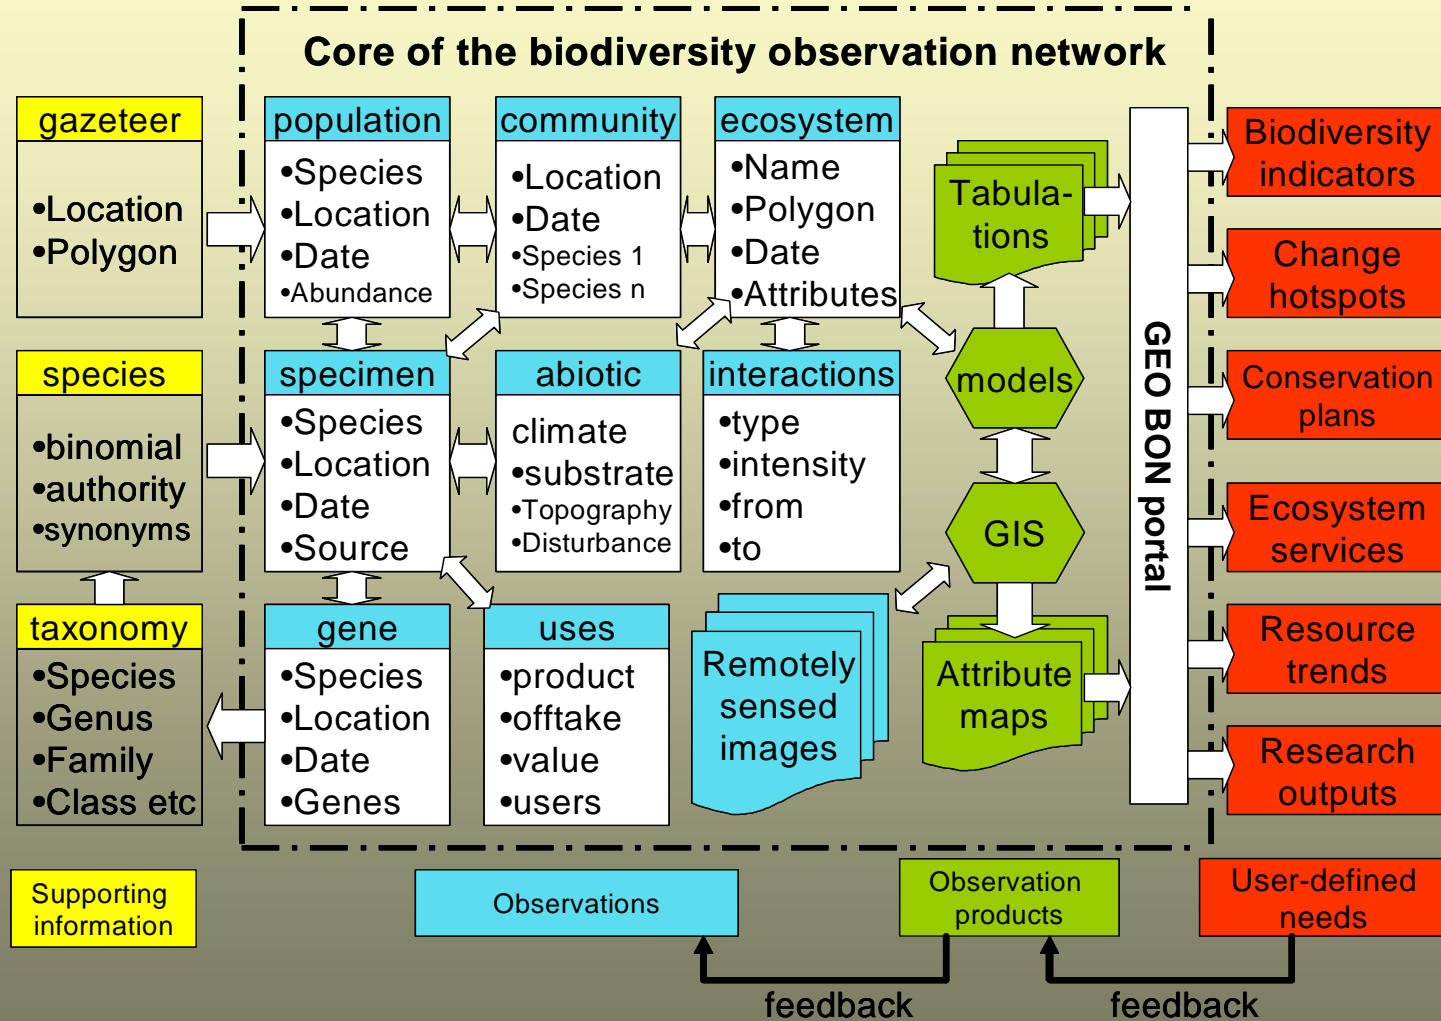 Core of the biodiversity observation network
gazeteer
•Location
•Polygon
population
•Species
•Location
•Date
•Abundance
community
•Location
•Date
•Species 1
•Species n
ecosystem
•Name
•Polygon
•Date
•Attributes
Tabula-
tions
species
•binomial
•authority
•synonyms
specimen
•Species
•Location
•Date
•Source
abiotic
climate
•substrate
•Topography
•Disturbance
interactions
•type
•intensity
•from
•to
models
GIS
taxonomy
•Species
•Genus
•Family
•Class etc
gene
•Species
•Location
•Date
•Genes
uses
•product
•offtake
•value
•users
Remotely
sensed
images
Attribute
maps
GEO BON portal
Biodiversity
indicators
Change
hotspots
Conservation
plans
Ecosystem
services
Resource
trends
Research
outputs
Supporting
information
Observations
Observation
products
User-defined
needs
feedback
feedback